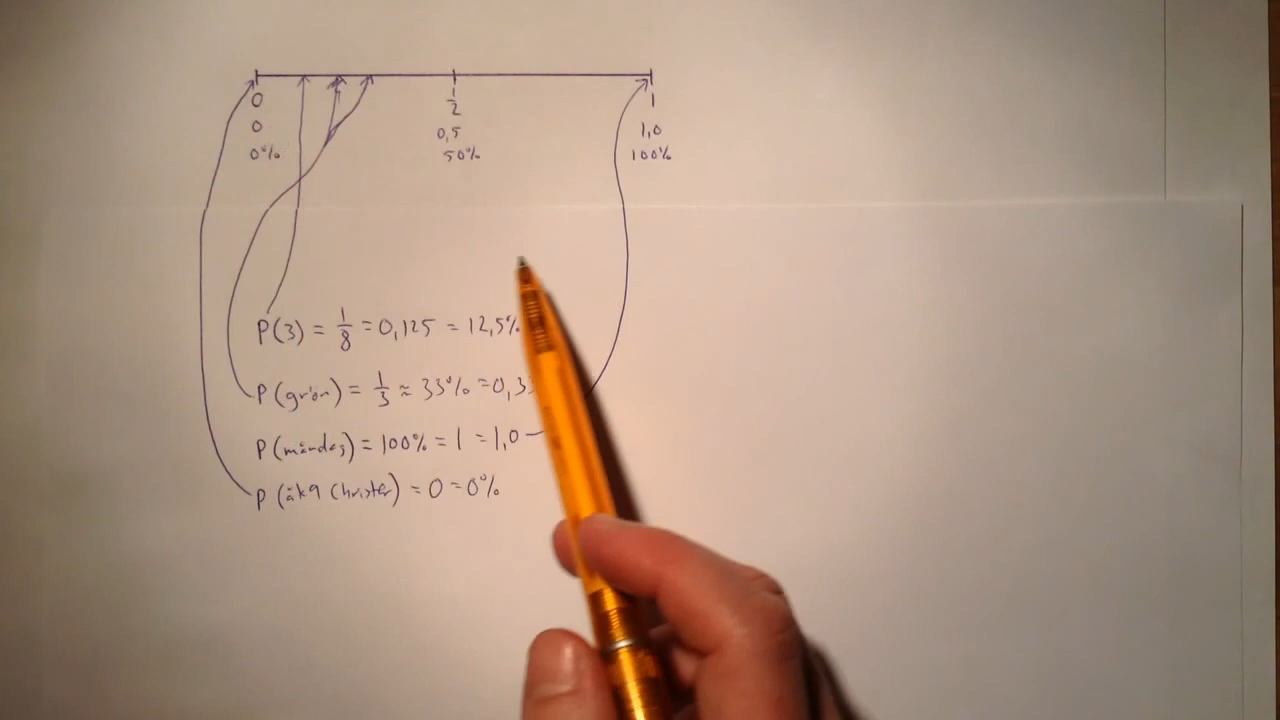 0 1/2 1
0 0,5 1,0
0% 50% 100%
P(3) = 1/8 = 0,125 = 12,5%
P(grön) = 1/3 ≈ 33% = 0,33
P(måndag) = 100% = 1 = 1,0
P(åka Christer) = 0 = 0%